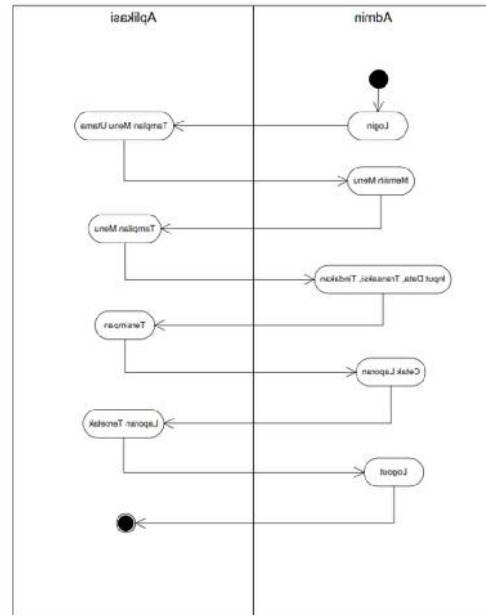 Aplikasi
Admin
Login
Tampilan Menu Utama
Memilih Menu
Tampilan Menu
Input Data, Transaksi, Tindakan
Tersimpan
Cetak Laporan
Laporan Tercetak
Logout